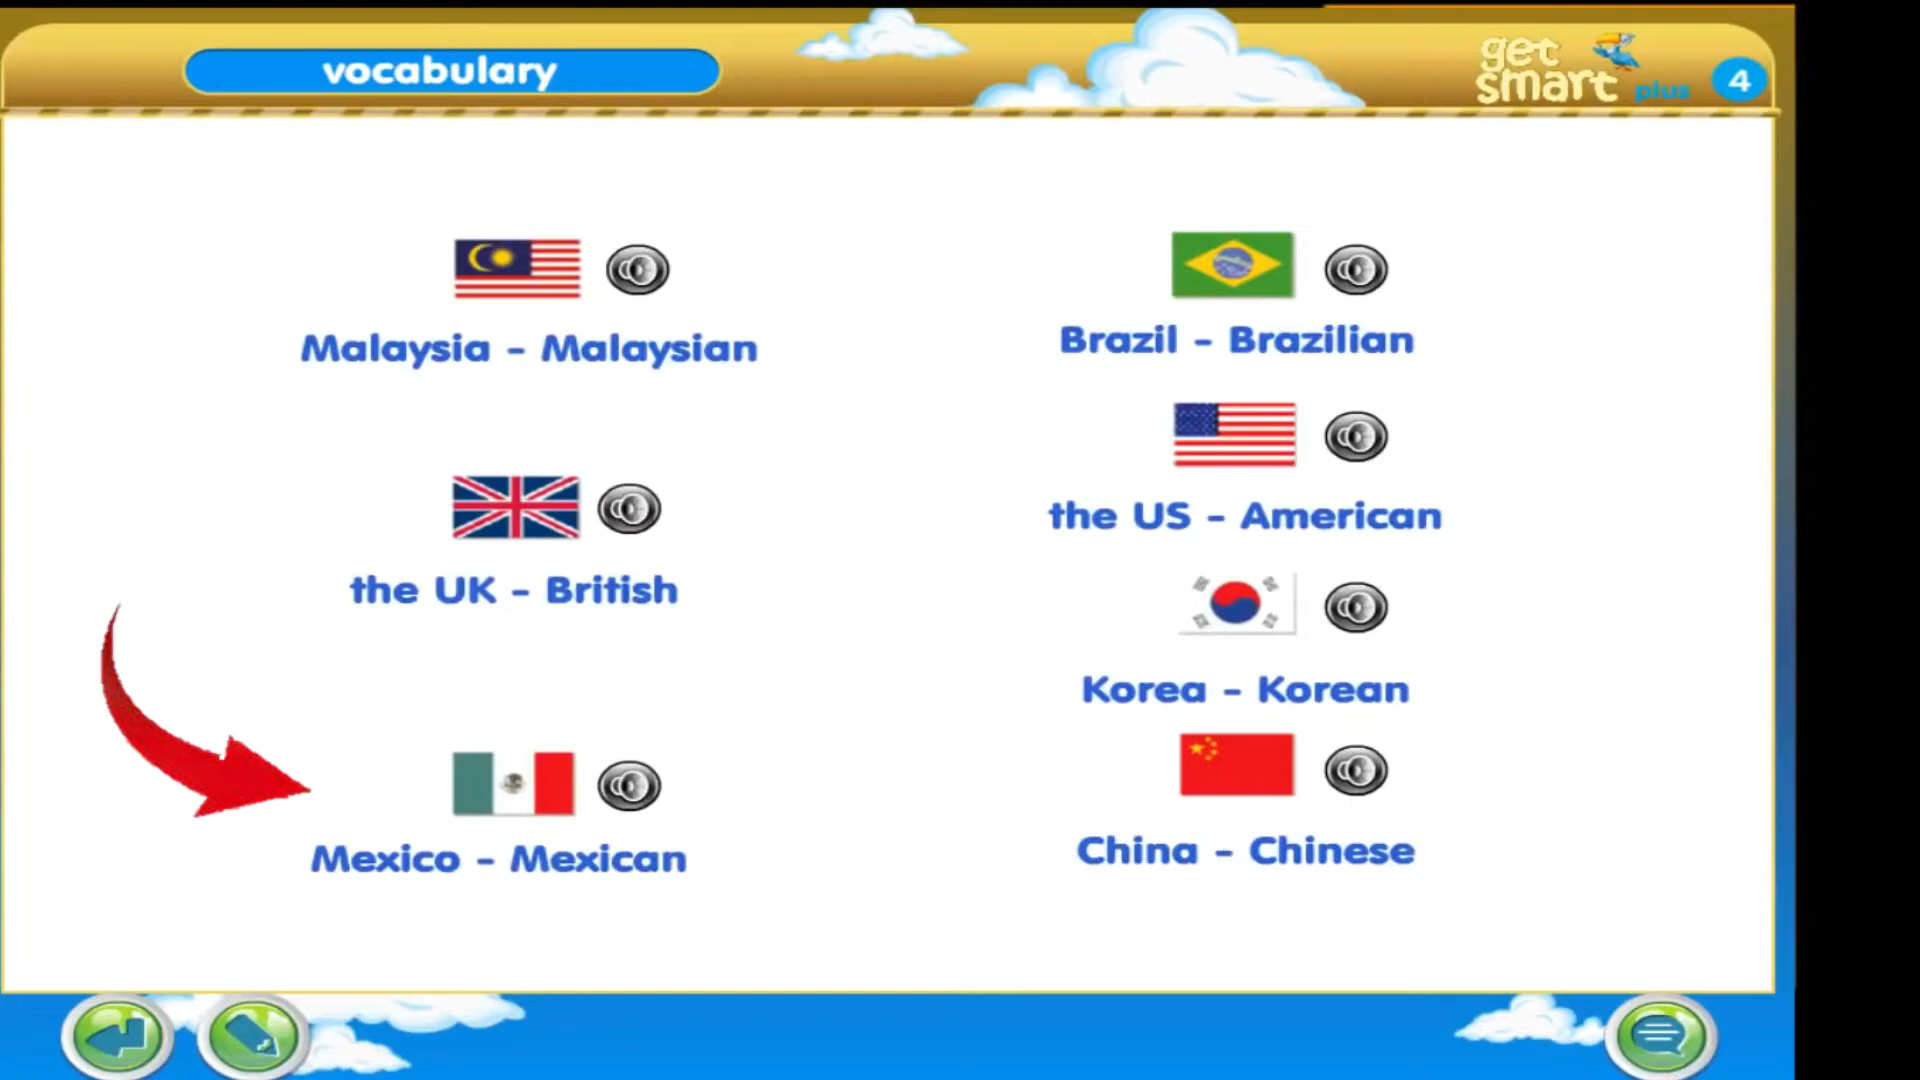 vocabulary
get
smart plus 4
Malaysia - Malaysian
the UK - British
Mexico - Mexican
Brazil - Brazilian
the US - American
Korea - Korean
China - Chinese